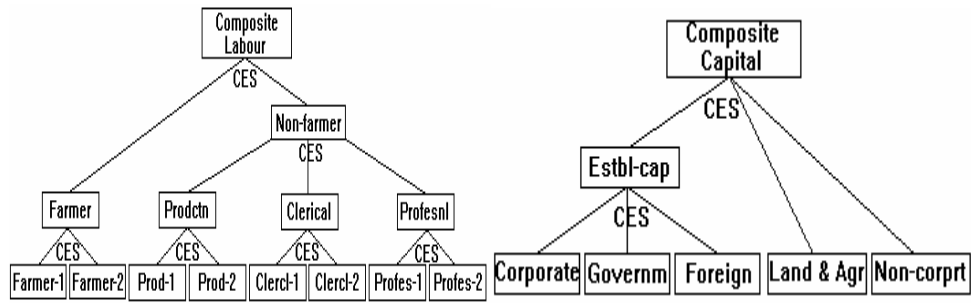 Composite
Labour
CES
Non-farmer
CES
Farmer
Prodctn
Clerical
Profesnl
CES
CES
CES
CES
Farmer-1
Farmer-2
Prod-1
Prod-2
Clercl-1
Clercl-2
Profes-1
Profes-2
Composite
Capital
CES
Estbl-cap
CES
Corporate
Governm
Foreign
Land & Agr
Non-corprt